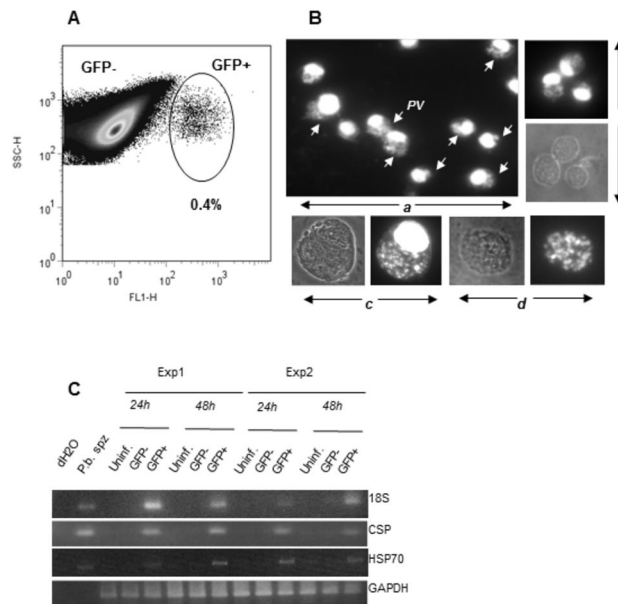 A
GFP-
GFP+
10³
10²
10¹
10⁰
SSC-H
0.4%
10⁰ 10¹ 10² 10³
FL1-H
B
PV
a
c
d
C
Exp1 Exp2
24h 48h 24h 48h
dH2O P.b. spz Uninf. GFP- GFP+ Uninf. GFP- GFP+ Uninf. GFP- GFP+ Uninf. GFP- GFP+
18S
CSP
HSP70
GAPDH